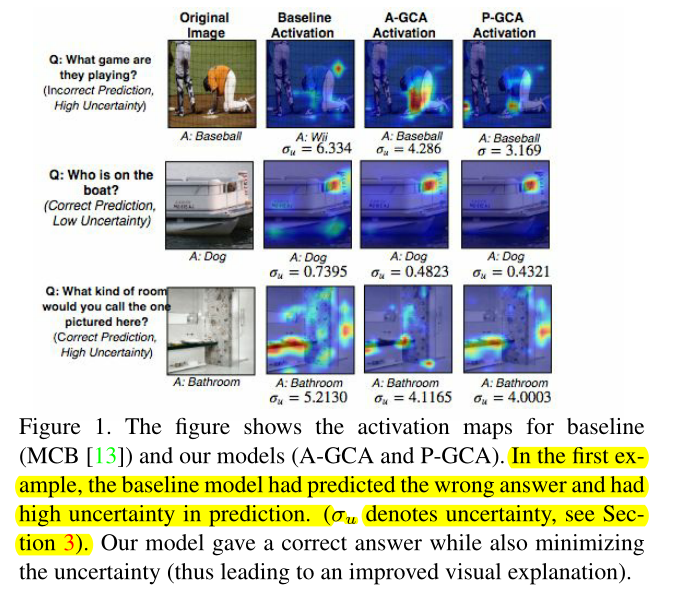 Original Image
Baseline Activation
A-GCA Activation
P-GCA Activation
Q: What game are
they playing?
(Incorrect Prediction,
High Uncertainty)
A: Baseball
A: Wii
σu = 6.334
A: Baseball
σu = 4.286
A: Baseball
σ = 3.169
Q: Who is on the
boat?
(Correct Prediction,
Low Uncertainty)
A: Dog
A: Dog
σu = 0.7395
A: Dog
σu = 0.4823
A: Dog
σu = 0.4321
Q: What kind of room
would you call the one
pictured here?
(Correct Prediction,
High Uncertainty)
A: Bathroom
A: Bathroom
σu = 5.2130
A: Bathroom
σu = 4.1165
A: Bathroom
σu = 4.0003
Figure 1. The figure shows the activation maps for baseline
(MCB [13]) and our models (A-GCA and P-GCA). In the first ex-
ample, the baseline model had predicted the wrong answer and had
high uncertainty in prediction. (σu denotes uncertainty, see Sec-
tion 3). Our model gave a correct answer while also minimizing
the uncertainty (thus leading to an improved visual explanation).